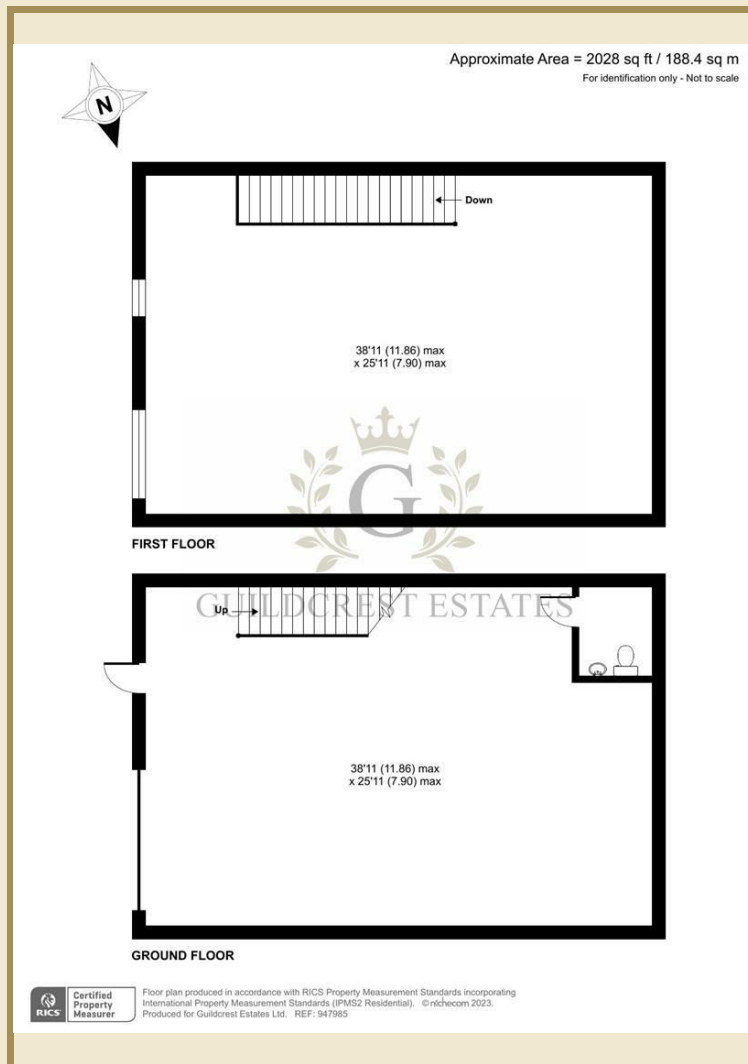 Approximate Area = 2028 sq ft / 188.4 sq m
For identification only - Not to scale
N
Down
38'11 (11.86) max
x 25'11 (7.90) max
G
FIRST FLOOR
GUILDCREST ESTATES
Up
38'11 (11.86) max
x 25'11 (7.90) max
GROUND FLOOR
RICS
Certified
Property
Measurer
Floor plan produced in accordance with RICS Property Measurement Standards incorporating
International Property Measurement Standards (IPMS2 Residential). © nichecom 2023.
Produced for Guildcrest Estates Ltd. REF: 947985